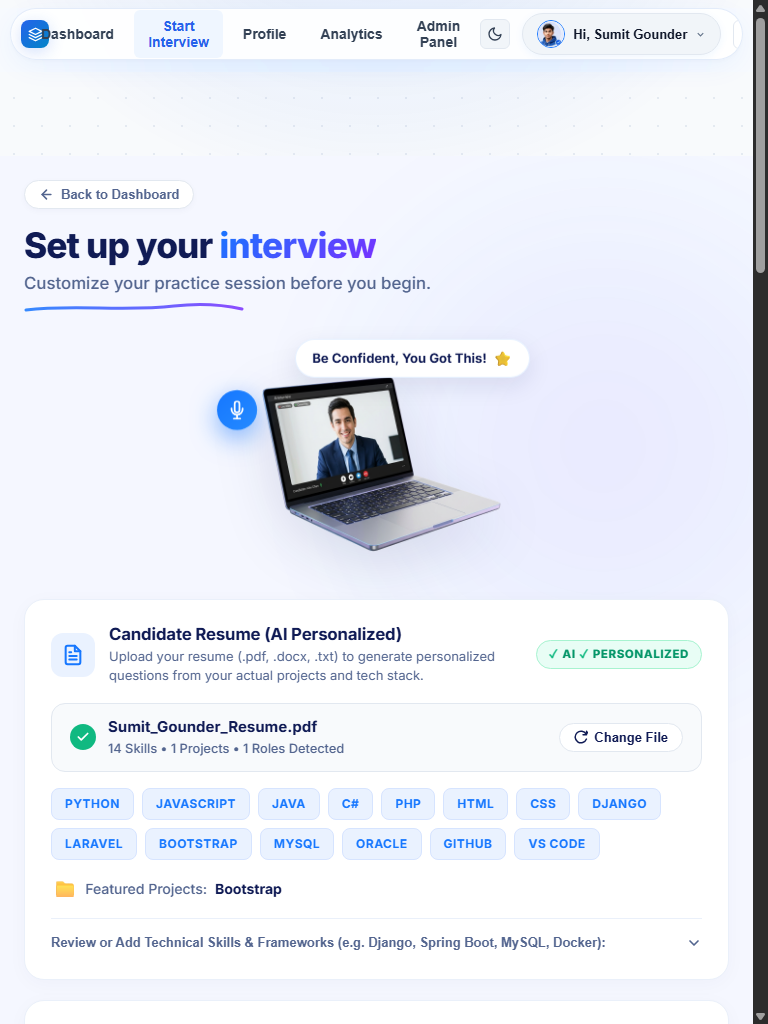 Dashboard
Start
Interview
Profile
Analytics
Admin
Panel
Hi, Sumit Gounder
Back to Dashboard
Set up your interview
Customize your practice session before you begin.
Be Confident, You Got This!
Candidate Resume (AI Personalized)
Upload your resume (.pdf, .docx, .txt) to generate personalized
questions from your actual projects and tech stack.
✓ AI ✓ PERSONALIZED
Sumit_Gounder_Resume.pdf
14 Skills • 1 Projects • 1 Roles Detected
Change File
PYTHON JAVASCRIPT JAVA C# PHP HTML CSS DJANGO
LARAVEL BOOTSTRAP MYSQL ORACLE GITHUB VS CODE
Featured Projects: Bootstrap
Review or Add Technical Skills & Frameworks (e.g. Django, Spring Boot, MySQL, Docker):